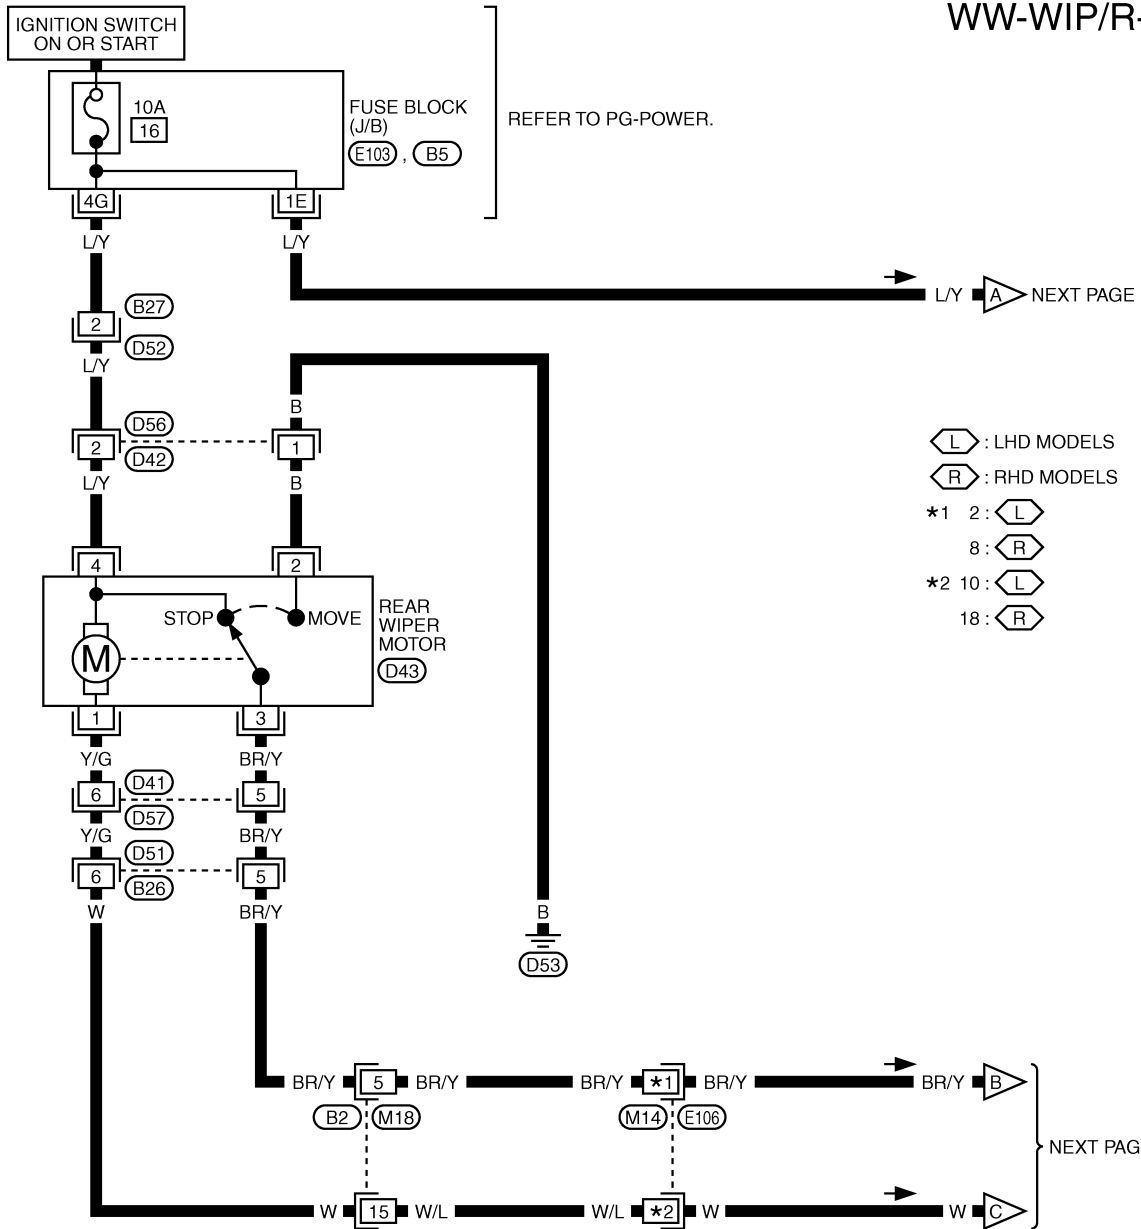 WW-WIP/R-
IGNITION SWITCH
ON OR START
10A
16
FUSE BLOCK
(J/B)
E103 , B5
REFER TO PG-POWER.
4G 1E
L/Y L/Y
L/Y A NEXT PAGE
B27
2
D52
L/Y
B
D56
2 1
D42
L/Y B
L : LHD MODELS
R : RHD MODELS
*1 2 : L
8 : R
*2 10 : L
18 : R
4 2
STOP MOVE
REAR
WIPER
MOTOR
D43
M
1 3
Y/G BR/Y
D41
6 5
D57
Y/G BR/Y
D51
6 5
B26
W BR/Y
B
D53
BR/Y 5 BR/Y BR/Y *1 BR/Y BR/Y B
B2 M18 M14 E106
NEXT PAG
W 15 W/L W/L *2 W W C